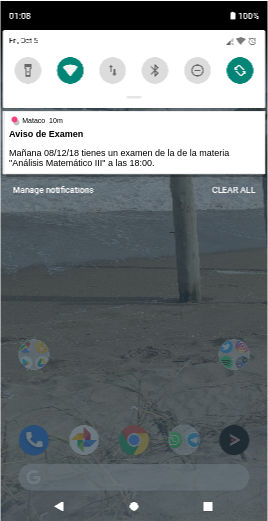 01:08 100%
Fri, Oct 5
Mataco 10m
Aviso de Examen
Mañana 08/12/18 tienes un examen de la de la materia
"Análisis Matemático III" a las 18:00.
Manage notifications CLEAR ALL
G